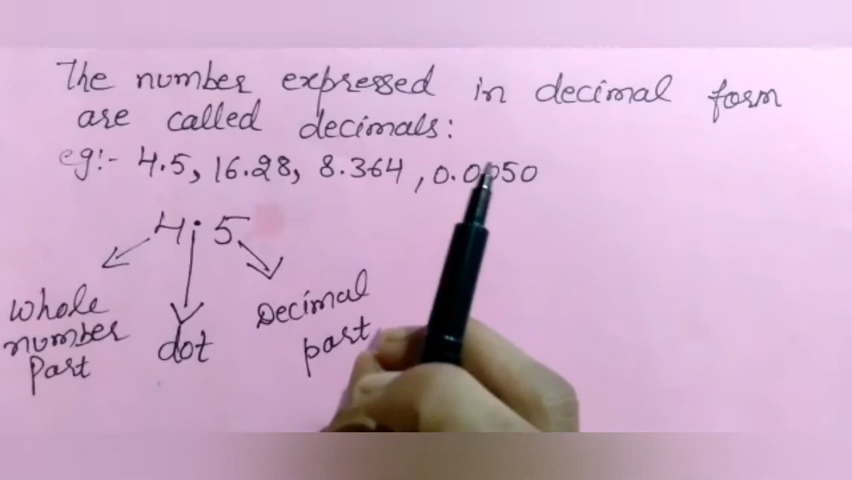 The number expressed in decimal form
are called decimals:
eg:- 4.5, 16.28, 8.364, 0.0050
4.5
Whole
number
Part
dot
Decimal
part